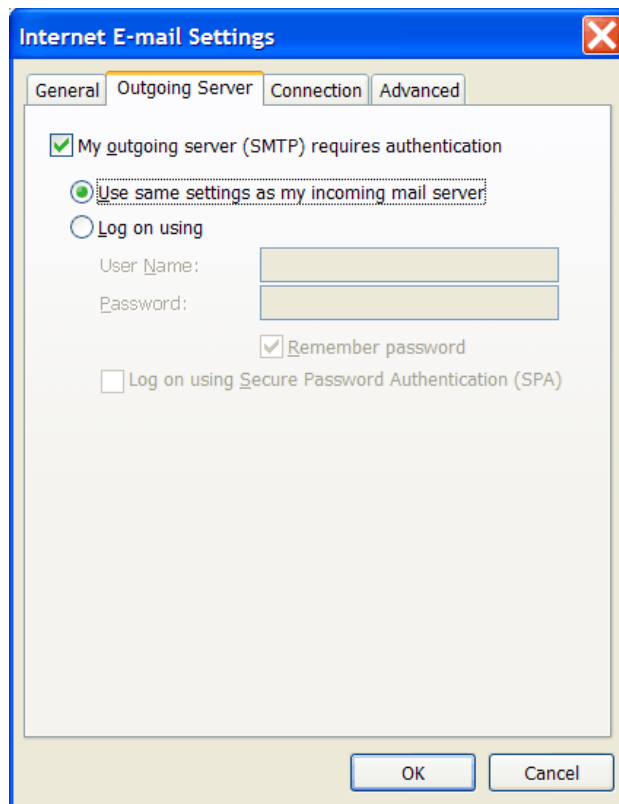 Internet E-mail Settings
General Outgoing Server Connection Advanced
My outgoing server (SMTP) requires authentication
Use same settings as my incoming mail server
Log on using
User Name:
Password:
Remember password
Log on using Secure Password Authentication (SPA)
OK Cancel